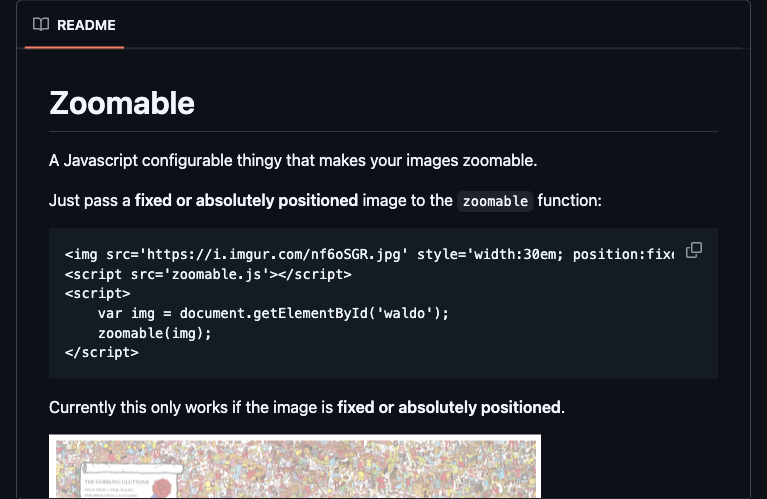 README
Zoomable
A Javascript configurable thingy that makes your images zoomable.
Just pass a fixed or absolutely positioned image to the zoomable function:
<img src='https://i.imgur.com/nf6oSGR.jpg' style='width:30em; position:fix
<script src='zoomable.js'></script>
<script>
    var img = document.getElementById('waldo');
    zoomable(img);
</script>
Currently this only works if the image is fixed or absolutely positioned.
THE GOBBLING GLUTTONS